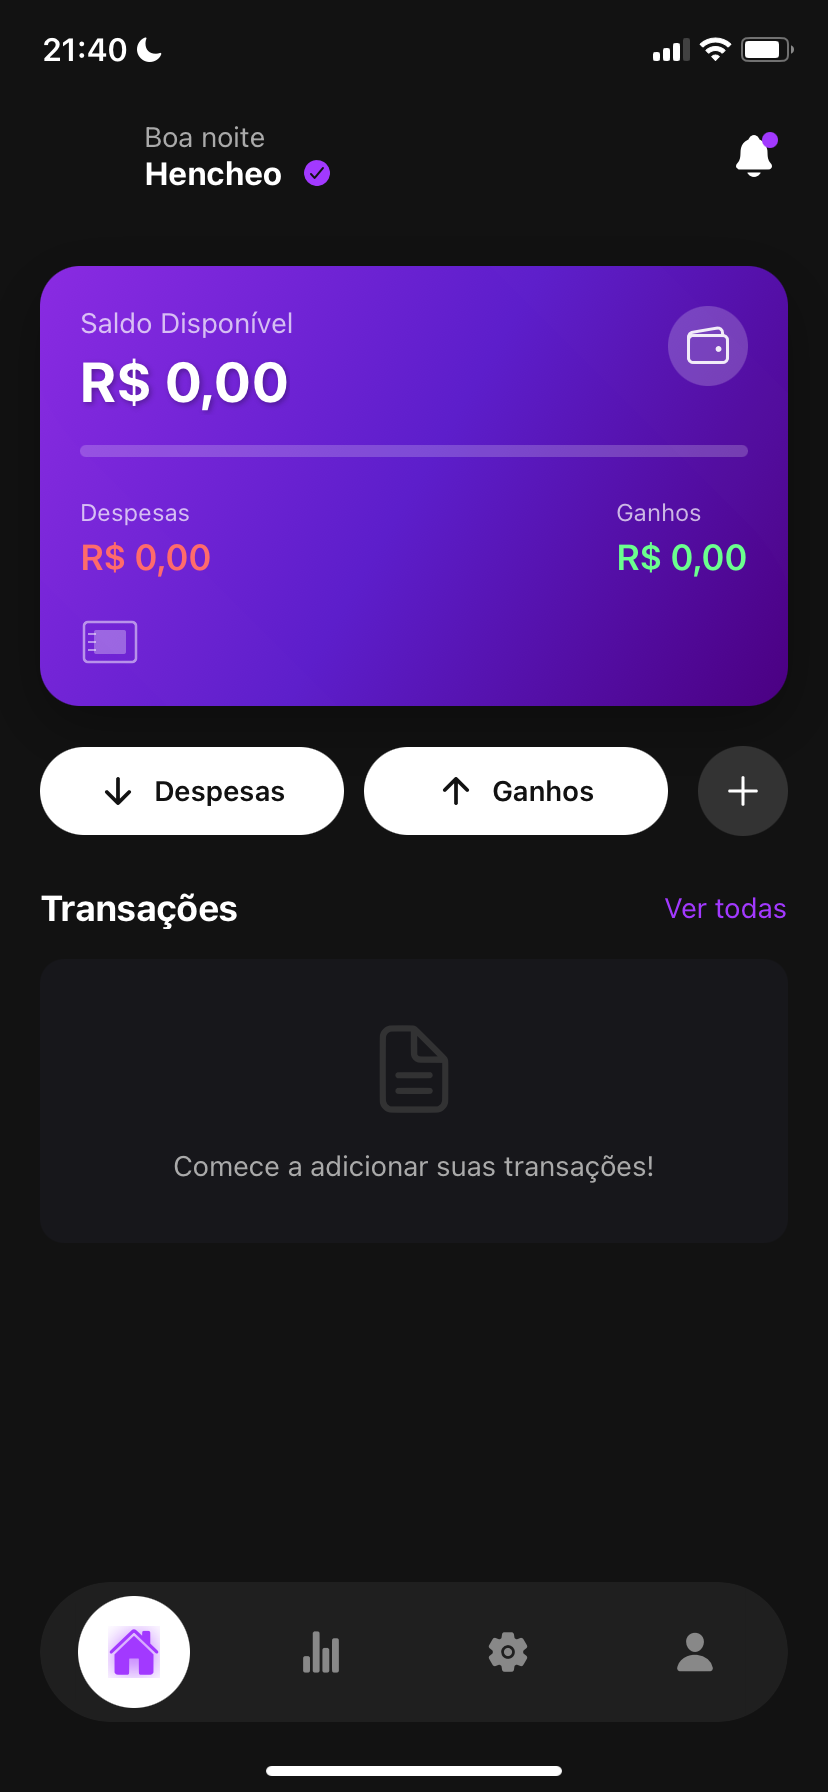 21:40
Boa noite
Hencheo
Saldo Disponível
R$ 0,00
Despesas
Ganhos
R$ 0,00
R$ 0,00
Despesas
Ganhos
Transações
Ver todas
Comece a adicionar suas transações!